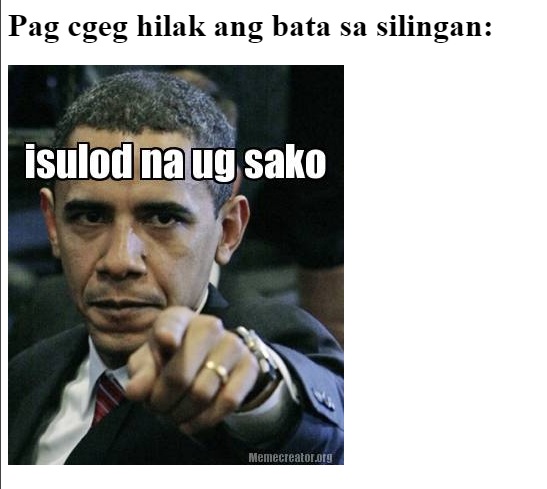 Pag cgeg hilak ang bata sa silingan:
isulod na ug sako
Memecreator.org